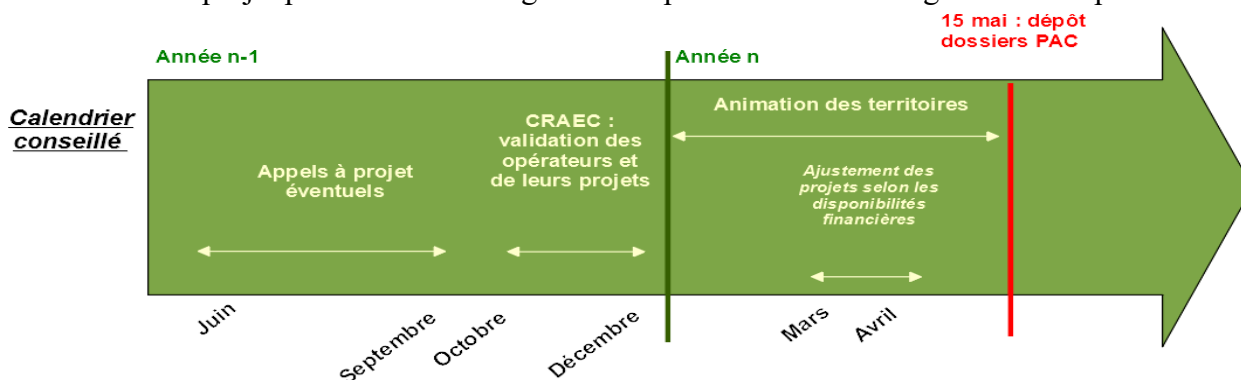 15 mai : dépôt
dossiers PAC
Année n-1
Année n
Calendrier
conseillé
Animation des territoires
CRAEC :
validation des
opérateurs et
de leurs projets
Appels à projet
éventuels
Ajustement des
projets selon les
disponibilités
financières
Juin
Septembre
Octobre
Décembre
Mars
Avril